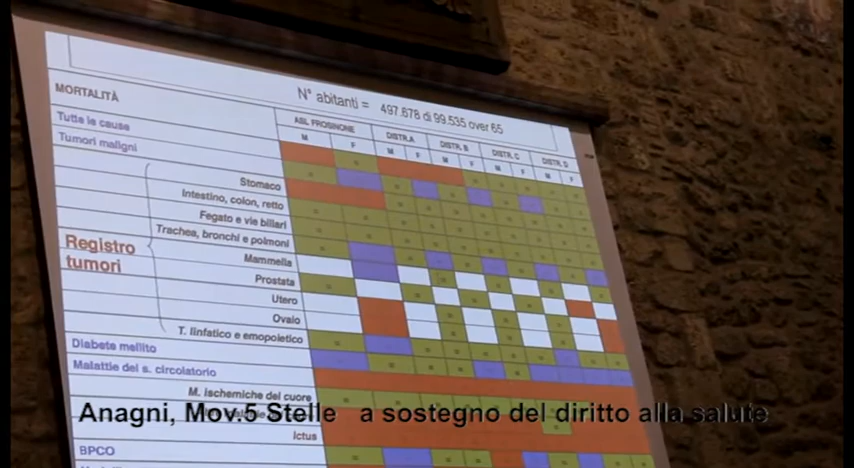 N° abitanti = 497.678 di 99.535 over 65
MORTALITÀ
ASL FROSINONE DISTR.A DISTR. B DISTR. C DISTR. D
M F M F M F M F M F
Tutte le cause
Tumori maligni
Stomaco
Intestino, colon, retto
Fegato e vie biliari
Trachea, bronchi e polmoni
Mammella
Registro tumori
Prostata
Utero
Ovaio
T. linfatico e emopoietico
Diabete mellito
Malattie del s. circolatorio
M. Ischemiche del cuore
Anagni, Mov.5 Stelle a sostegno del diritto alla salute
Ictus
BPCO